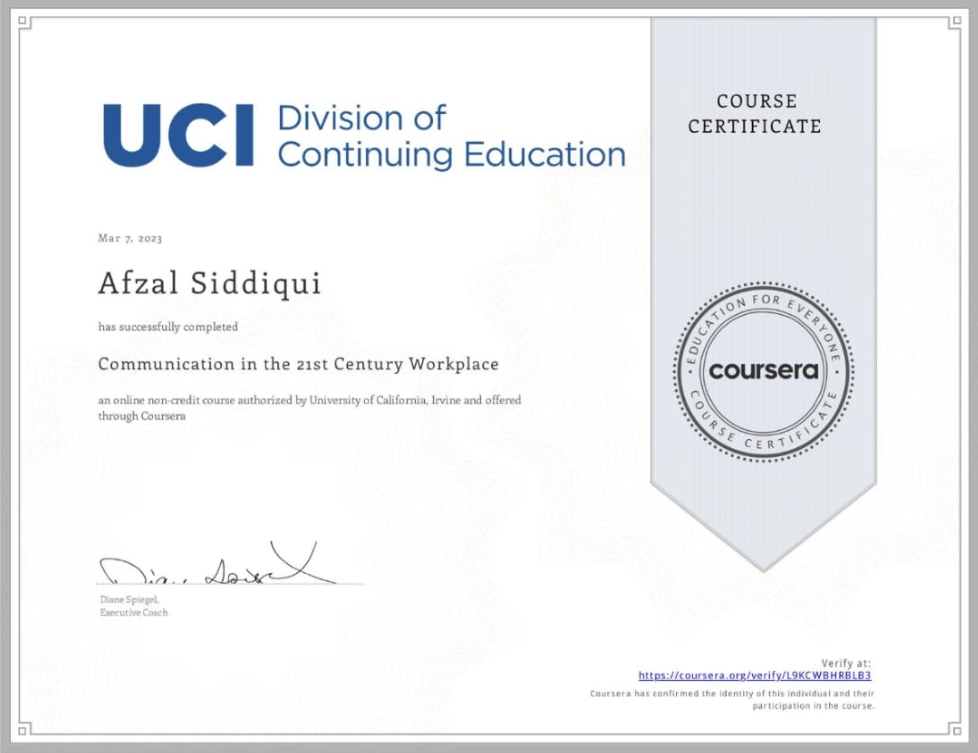 UCI Division of
Continuing Education
COURSE
CERTIFICATE
Mar 7, 2023
Afzal Siddiqui
has successfully completed
Communication in the 21st Century Workplace
an online non-credit course authorized by University of California, Irvine and offered
through Coursera
EDUCATION FOR EVERYONE
coursera
COURSE CERTIFICATE
Diane Spiegel,
Executive Coach
Verify at:
https://coursera.org/verify/L9KCWBHRBLB3
Coursera has confirmed the identity of this individual and their
participation in the course.